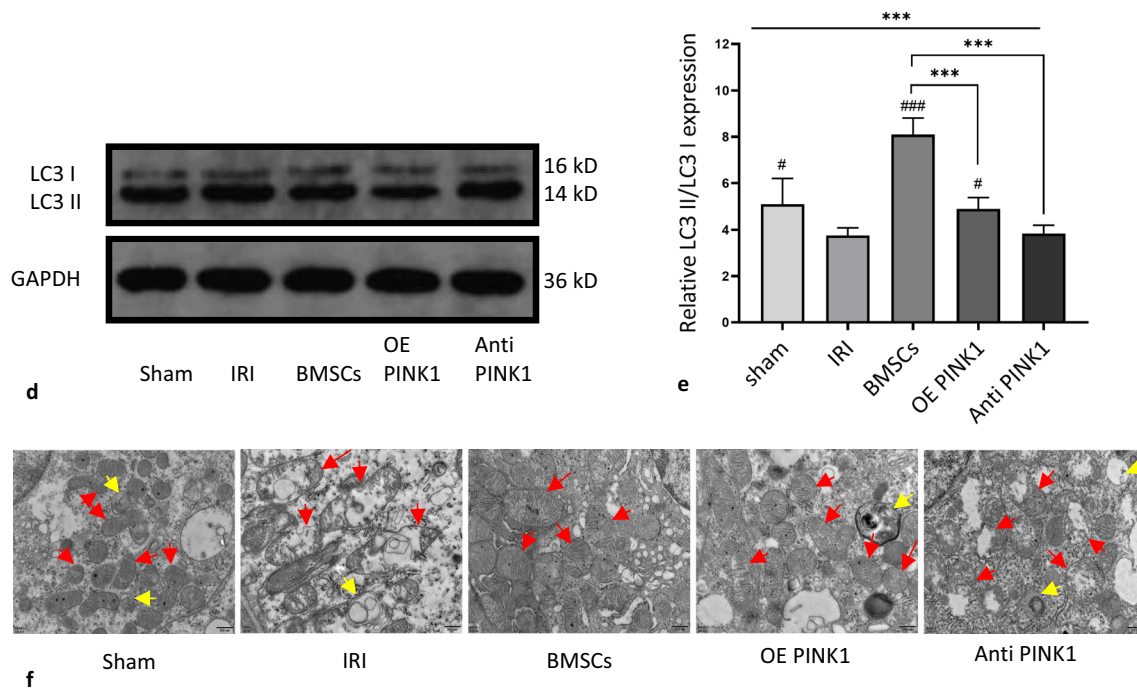 LC3 I
LC3 II
16 kD
14 kD
GAPDH
36 kD
Sham
IRI
BMSCs
OE
PINK1
Anti
PINK1
d
Relative LC3 II/LC3 I expression
12
10
8
6
4
2
0
***
***
***
#
###
#
sham
IRI
BMSCs
OE PINK1
Anti PINK1
e
Sham
IRI
BMSCs
OE PINK1
Anti PINK1
f